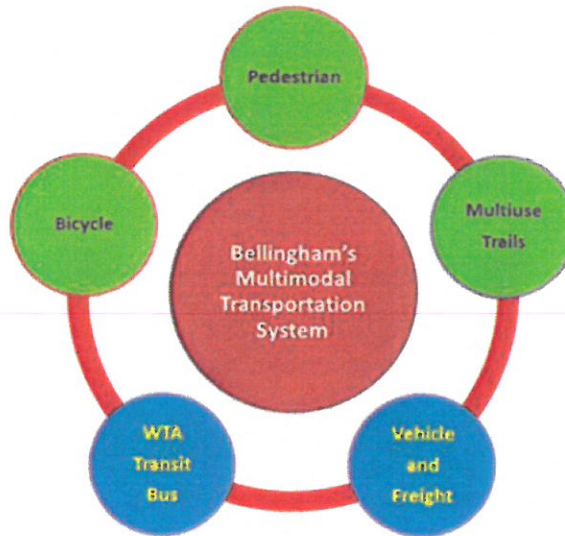 Pedestrian
Bicycle
Multiuse
Trails
Bellingham's
Multimodal
Transportation
System
WTA
Transit
Bus
Vehicle
and
Freight